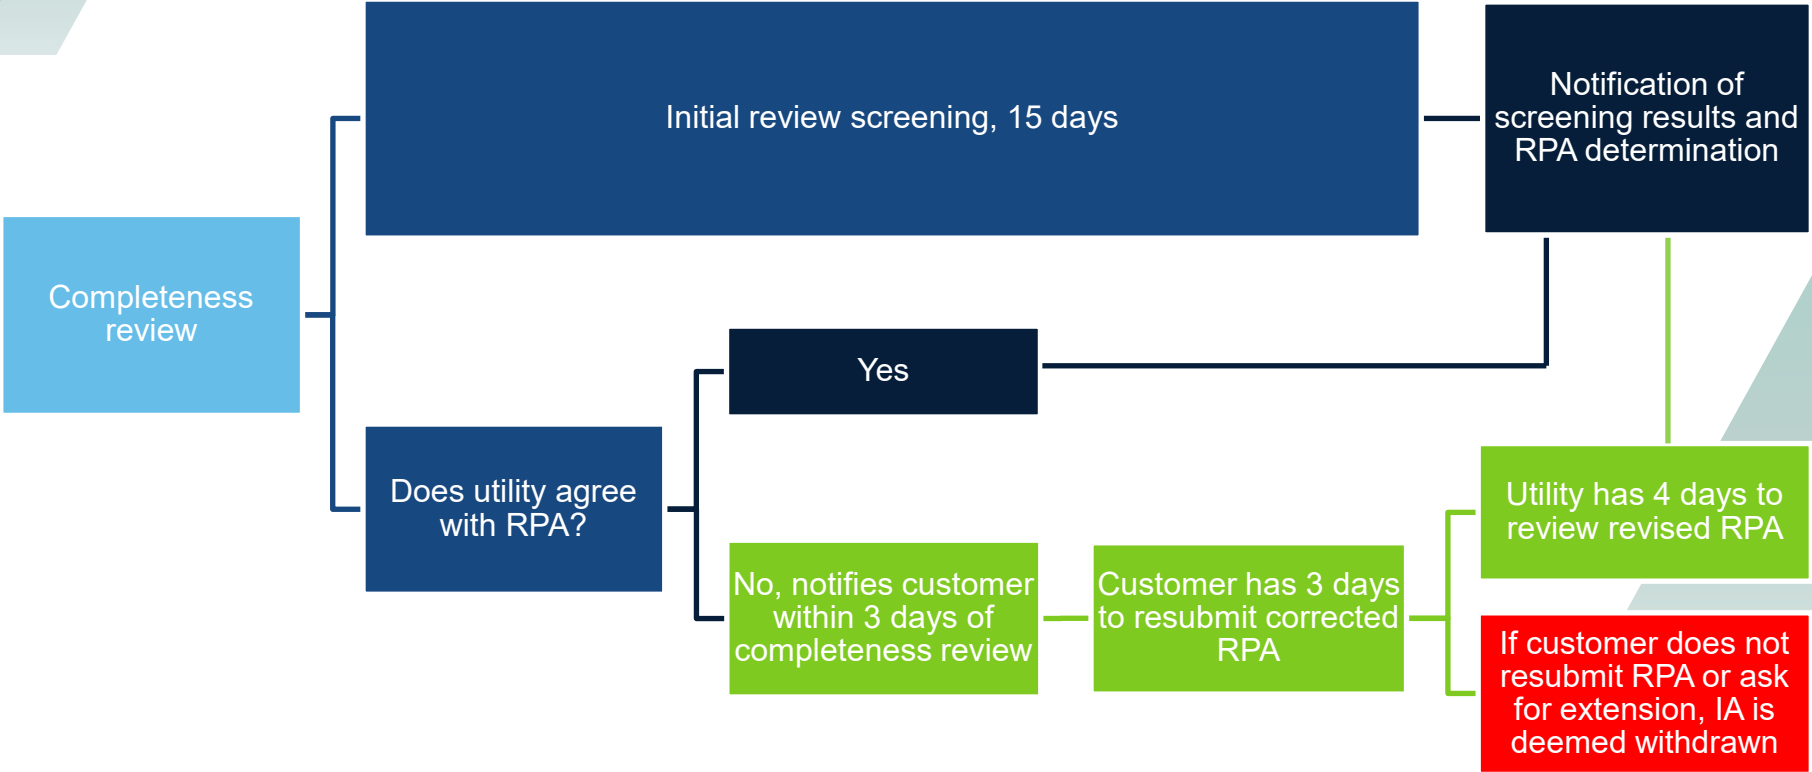 Initial review screening, 15 days
Notification of
screening results and
RPA determination
Completeness
review
Yes
Does utility agree
with RPA?
No, notifies customer
within 3 days of
completeness review
Customer has 3 days
to resubmit corrected
RPA
Utility has 4 days to
review revised RPA
If customer does not
resubmit RPA or ask
for extension, IA is
deemed withdrawn